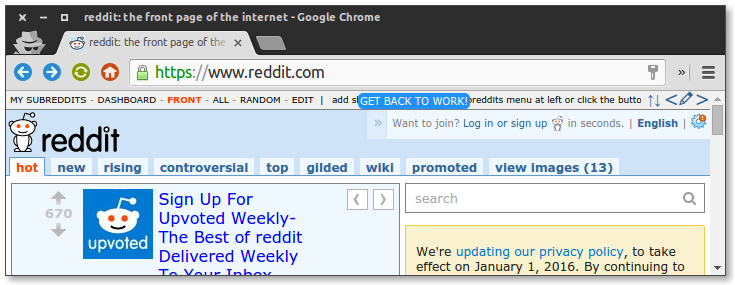 reddit: the front page of the internet - Google Chrome
reddit: the front page of the
https://www.reddit.com
MY SUBREDDITS - DASHBOARD - FRONT - ALL - RANDOM - EDIT | add GET BACK TO WORK! menu at left or click the
Want to join? Log in or sign up in seconds. | English |
reddit
hot new rising controversial top gilded wiki promoted view images (13)
670
upvoted
Sign Up For
Upvoted Weekly-
The Best of reddit
Delivered Weekly
To Your Inbox
search
We're updating our privacy policy, to take
effect on January 1, 2016. By continuing to